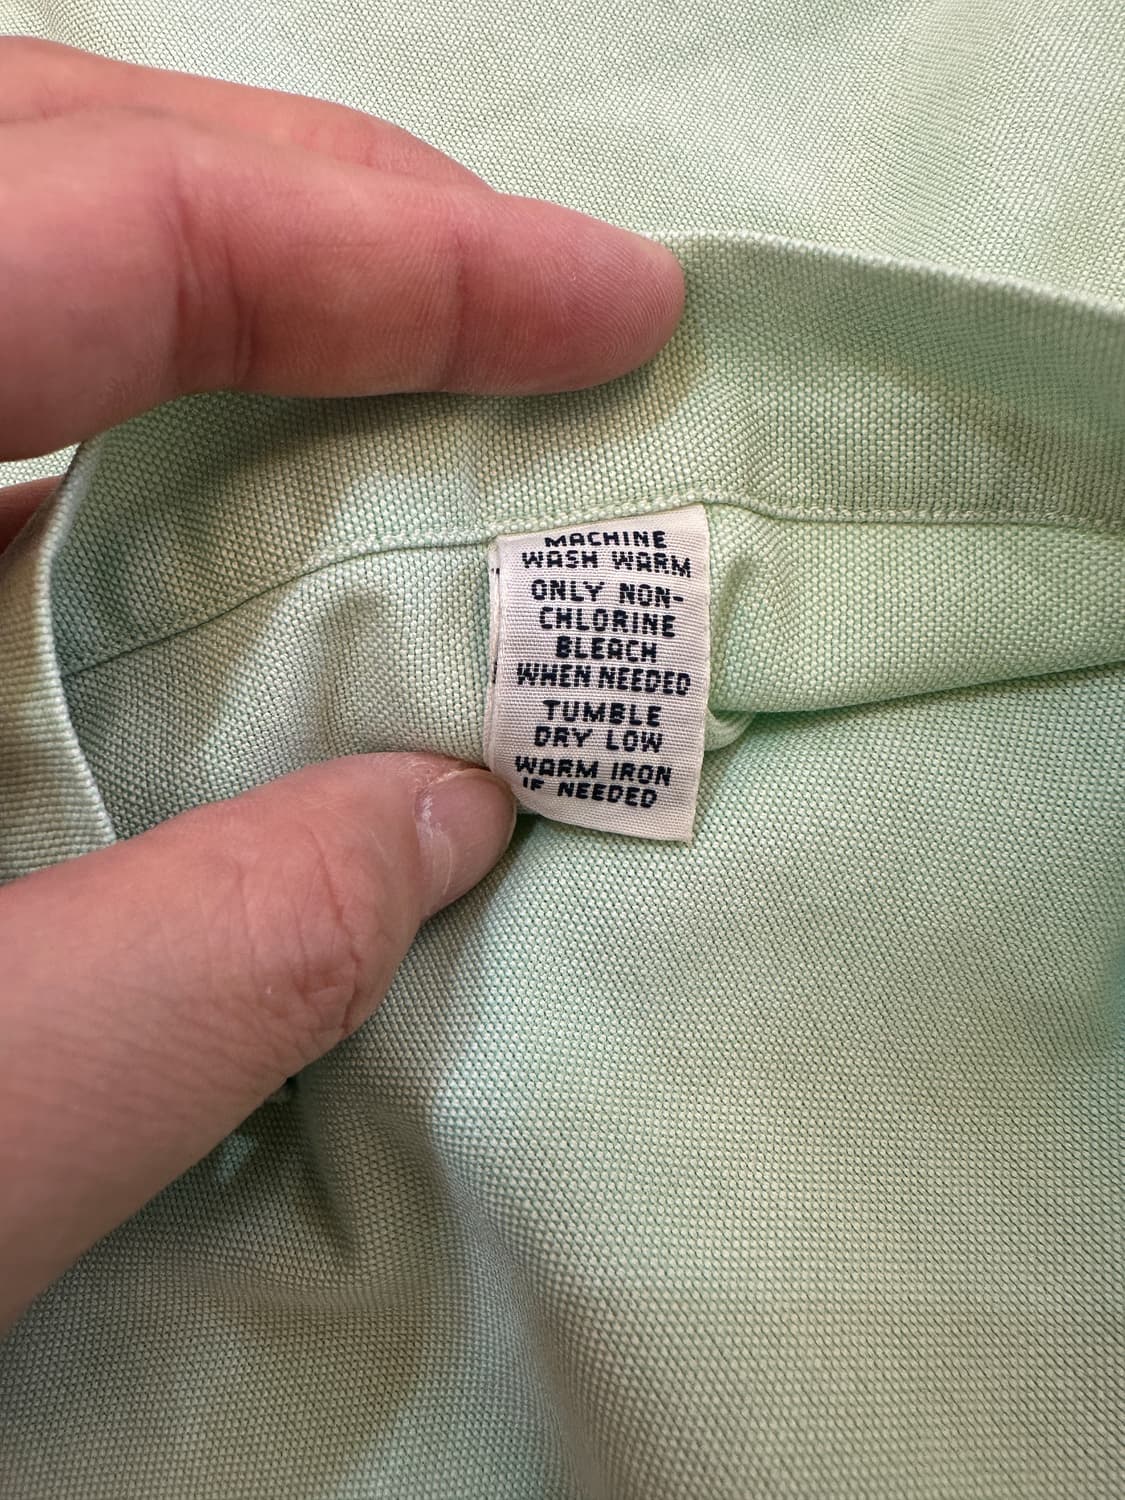 MACHINE
WASH WARM
ONLY NON-
CHLORINE
BLEACH
WHEN NEEDED
TUMBLE
DRY LOW
WARM IRON
IF NEEDED